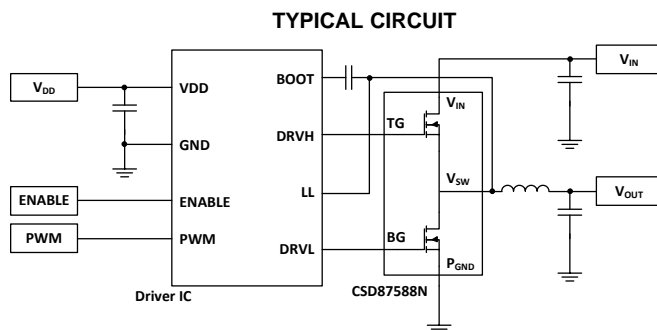 TYPICAL CIRCUIT
VDD
VDD
GND
ENABLE
ENABLE
PWM
PWM
Driver IC
BOOT
DRVH
LL
DRVL
TG
BG
VIN
VSW
PGND
CSD87588N
VIN
VOUT